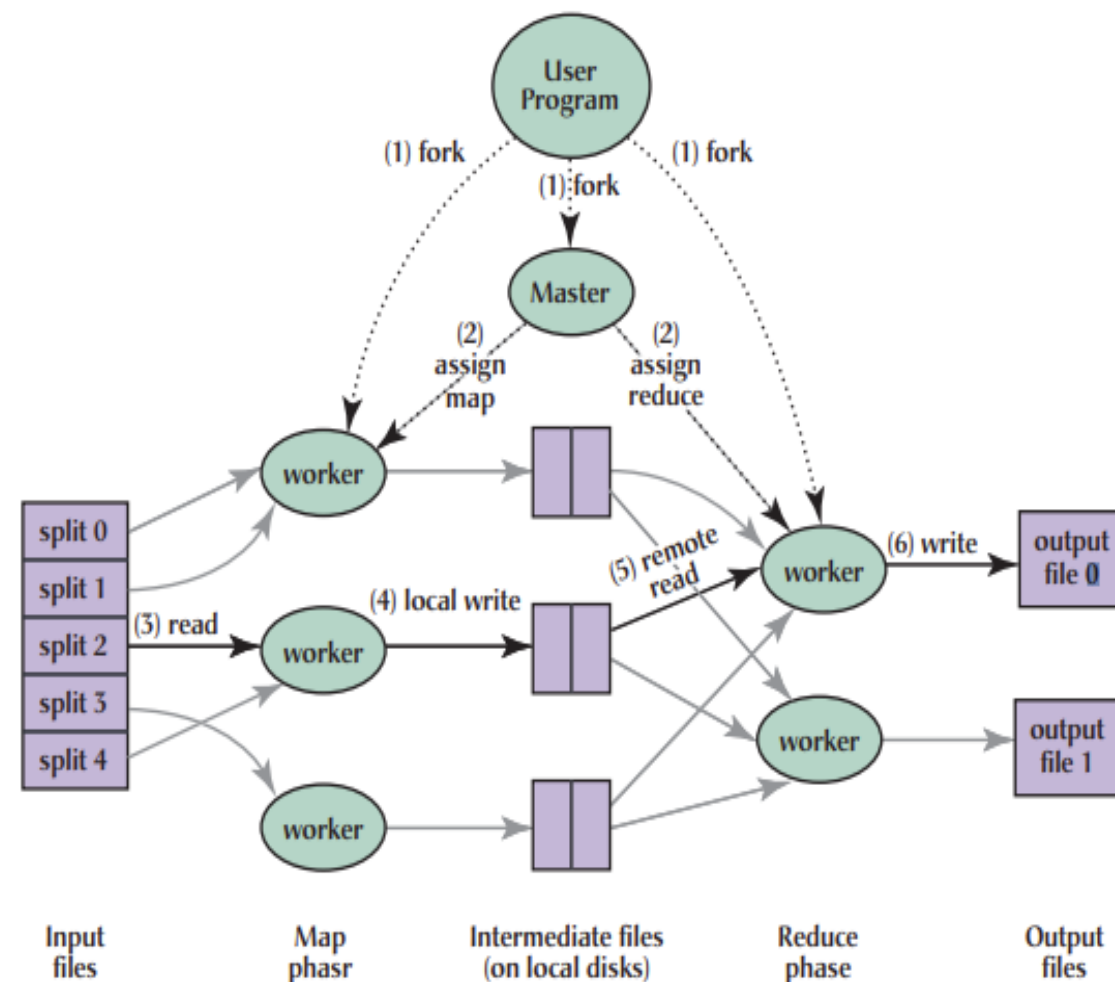 User
Program
(1) fork
(1) fork
(1) fork
Master
(2)
assign
map
(2)
assign
reduce
worker
split 0
split 1
split 2
split 3
split 4
(3) read
worker
(4) local write
worker
(5) remote
read
worker
(6) write
output
file 0
worker
output
file 1
Input
files
Map
phasr
Intermediate files
(on local disks)
Reduce
phase
Output
files